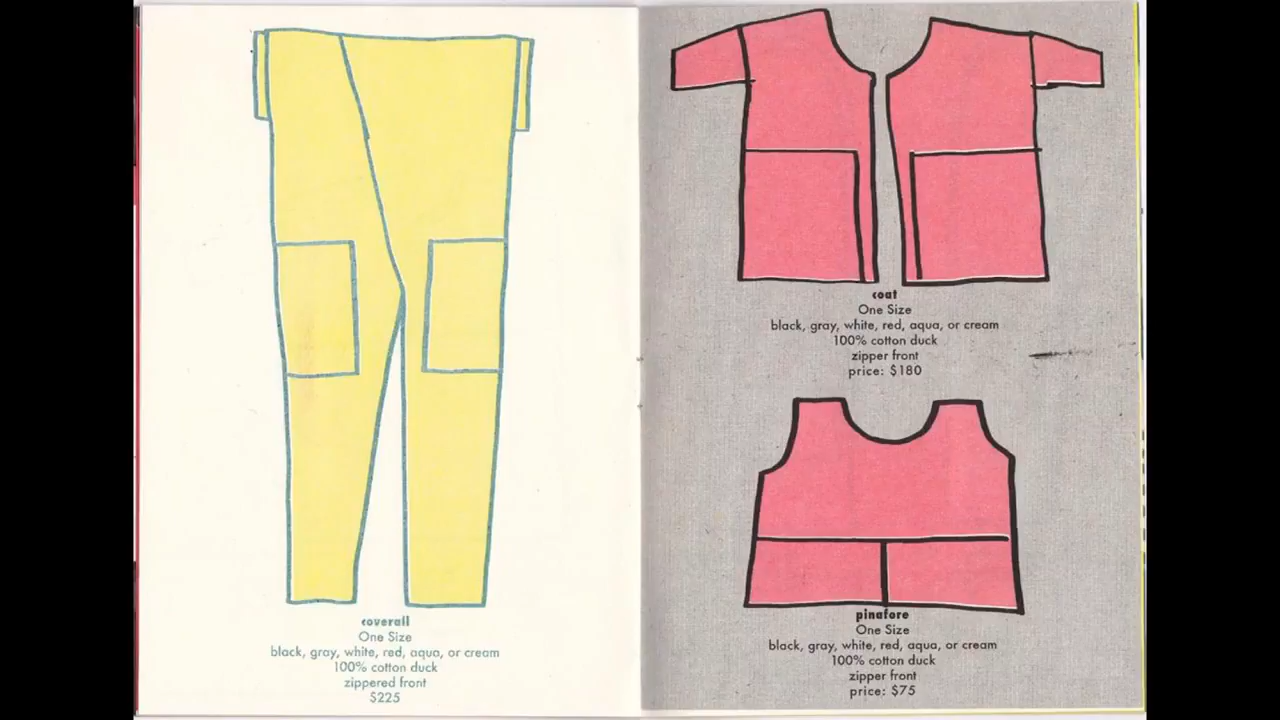 coverall
One Size
black, gray, white, red, aqua, or cream
100% cotton duck
zippered front
$225
coat
One Size
black, gray, white, red, aqua, or cream
100% cotton duck
zipper front
price: $180
pinafore
One Size
black, gray, white, red, aqua, or cream
100% cotton duck
zipper front
price: $75